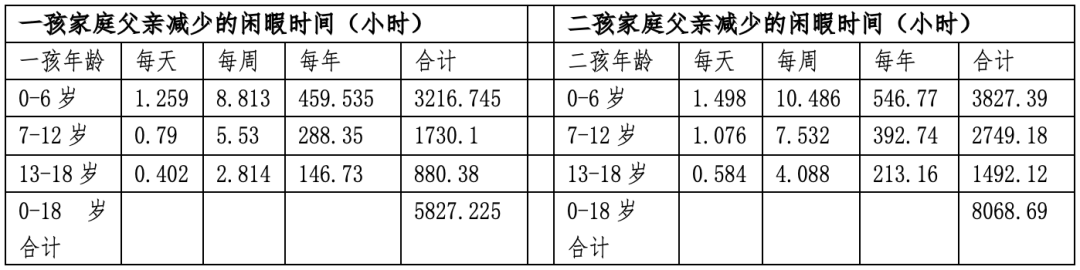 一孩家庭父亲减少的闲暇时间（小时） 二孩家庭父亲减少的闲暇时间（小时）
一孩年龄 每天 每周 每年 合计 二孩年龄 每天 每周 每年 合计
0-6 岁 1.259 8.813 459.535 3216.745 0-6 岁 1.498 10.486 546.77 3827.39
7-12 岁 0.79 5.53 288.35 1730.1 7-12 岁 1.076 7.532 392.74 2749.18
13-18 岁 0.402 2.814 146.73 880.38 13-18 岁 0.584 4.088 213.16 1492.12
0-18 岁 5827.225 0-18 岁 8068.69
合计 合计